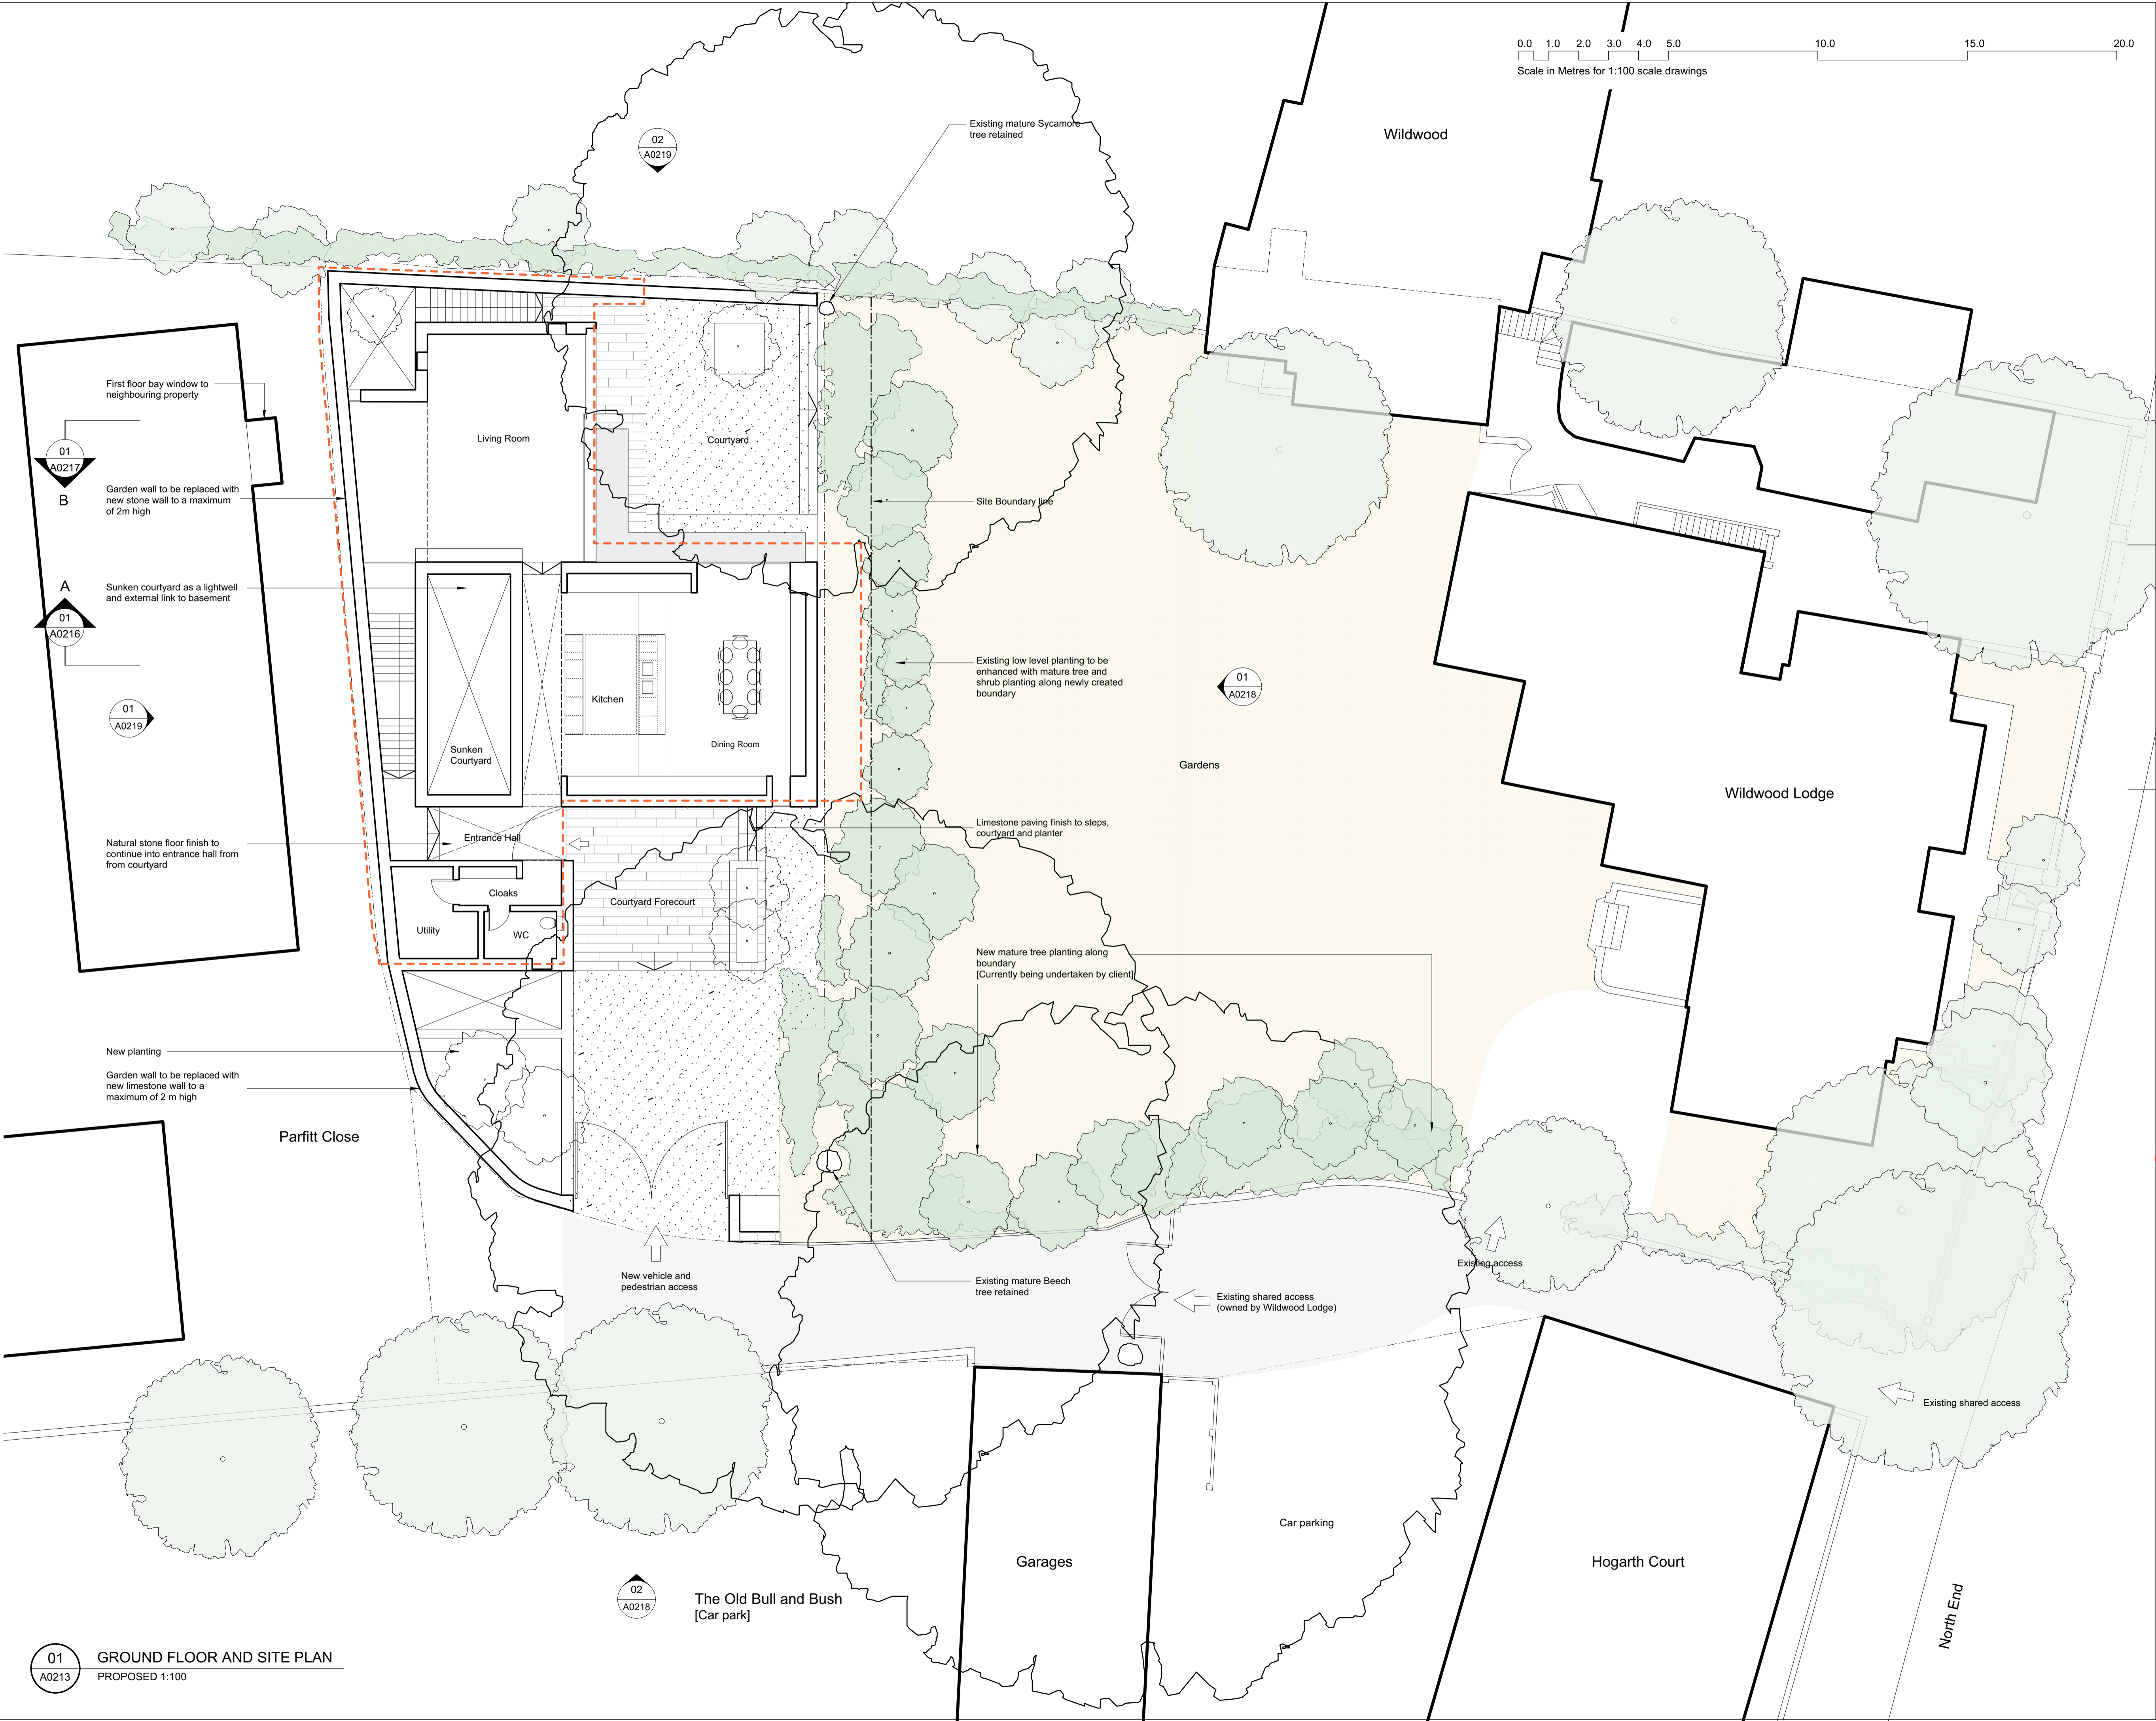 0.0 1.0 2.0 3.0 4.0 5.0 10.0 15.0 20.0
Scale in Metres for 1:100 scale drawings
Wildwood
Existing mature Sycamore
tree retained
02
A0219
First floor bay window to
neighbouring property
01
A0217
B
Garden wall to be replaced with
new stone wall to a maximum
of 2m high
Living Room
Courtyard
Site Boundary line
A
01
A0216
Sunken courtyard as a lightwell
and external link to basement
01
A0219
Kitchen
Dining Room
Sunken
Courtyard
Existing low level planting to be
enhanced with mature tree and
shrub planting along newly created
boundary
01
A0218
Gardens
Wildwood Lodge
Natural stone floor finish to
continue into entrance hall from
from courtyard
Entrance Hall
Limestone paving finish to steps,
courtyard and planter
Cloaks
Utility
WC
Courtyard Forecourt
New mature tree planting along
boundary
[Currently being undertaken by client]
New planting
Garden wall to be replaced with
new limestone wall to a
maximum of 2 m high
Parfitt Close
New vehicle and
pedestrian access
Existing mature Beech
tree retained
Existing shared access
(owned by Wildwood Lodge)
Existing access
Existing shared access
Car parking
Garages
Hogarth Court
North End
02
A0218
The Old Bull and Bush
[Car park]
01
A0213
GROUND FLOOR AND SITE PLAN
PROPOSED 1:100